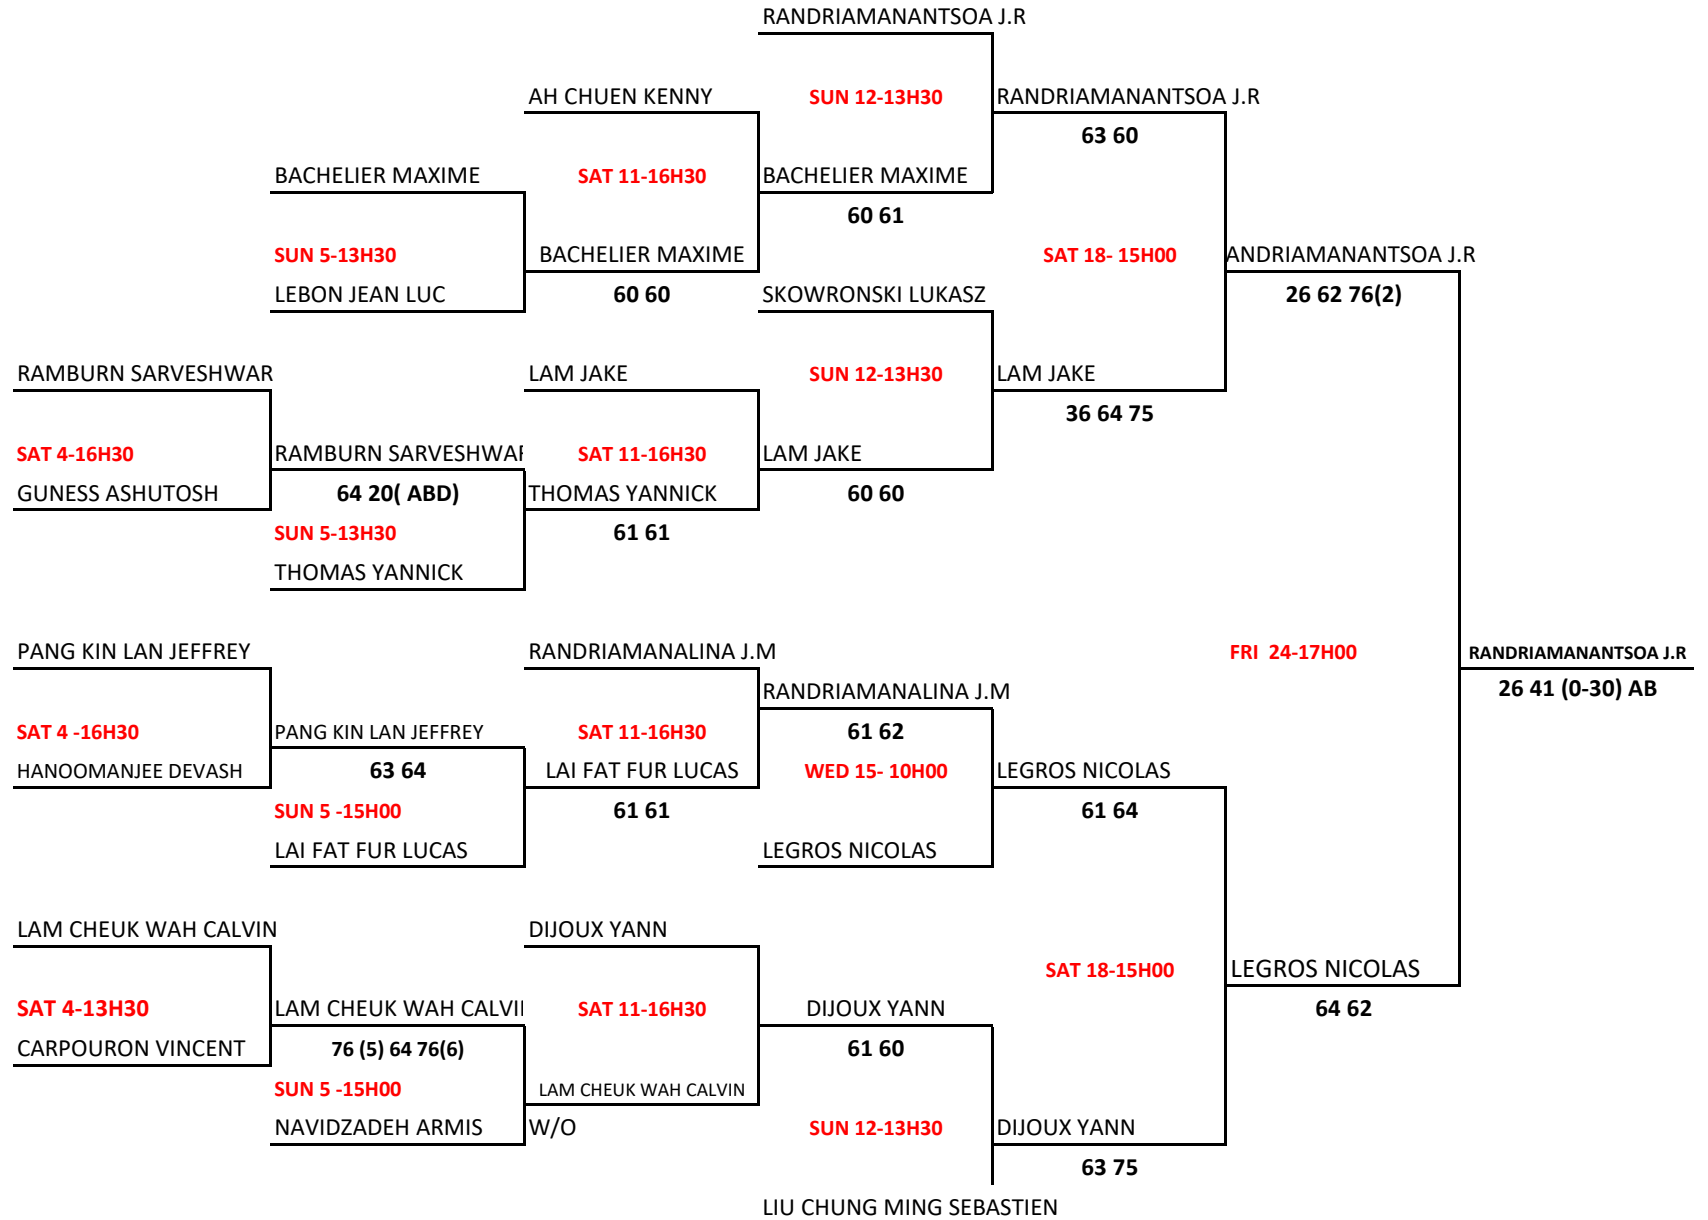 RANDRIAMANANTSOA J.R
AH CHUEN KENNY
SUN 12-13H30
RANDRIAMANANTSOA J.R
63 60
BACHELIER MAXIME
SAT 11-16H30
BACHELIER MAXIME
60 61
SUN 5-13H30
BACHELIER MAXIME
SAT 18- 15H00
ANDRIAMANANTSOA J.R
LEBON JEAN LUC
60 60
SKOWRONSKI LUKASZ
26 62 76(2)
RAMBURN SARVESHWAR
LAM JAKE
SUN 12-13H30
LAM JAKE
36 64 75
SAT 4-16H30
RAMBURN SARVESHWAR
SAT 11-16H30
LAM JAKE
GUNESS ASHUTOSH
64 20( ABD)
THOMAS YANNICK
60 60
SUN 5-13H30
61 61
THOMAS YANNICK
PANG KIN LAN JEFFREY
RANDRIAMANALINA J.M
FRI  24-17H00
RANDRIAMANANTSOA J.R
RANDRIAMANALINA J.M
26 41 (0-30) AB
SAT 4 -16H30
PANG KIN LAN JEFFREY
SAT 11-16H30
61 62
HANOOMANJEE DEVASH
63 64
LAI FAT FUR LUCAS
WED 15- 10H00
LEGROS NICOLAS
SUN 5 -15H00
61 61
61 64
LAI FAT FUR LUCAS
LEGROS NICOLAS
LAM CHEUK WAH CALVIN
DIJOUX YANN
SAT 18-15H00
LEGROS NICOLAS
SAT 4-13H30
LAM CHEUK WAH CALVII
SAT 11-16H30
DIJOUX YANN
64 62
CARPOURON VINCENT
76 (5) 64 76(6)
61 60
SUN 5 -15H00
LAM CHEUK WAH CALVIN
NAVIDZADEH ARMIS
W/O
SUN 12-13H30
DIJOUX YANN
63 75
LIU CHUNG MING SEBASTIEN